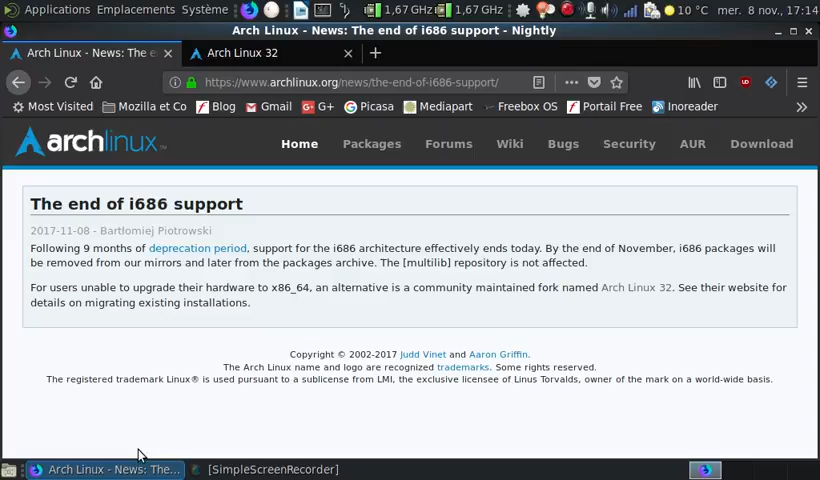 Applications Emplacements Système 1,67 GHz 1,67 GHz 10 °C mer. 8 nov., 17:14
Arch Linux - News: The end of i686 support - Nightly
Arch Linux - News: The e
Arch Linux 32
https://www.archlinux.org/news/the-end-of-i686-support/
Most Visited Mozilla et Co Blog Gmail G+ Picasa Mediapart Freebox OS Portail Free Inoreader
archlinux
Home Packages Forums Wiki Bugs Security AUR Download
The end of i686 support
2017-11-08 - Bartłomiej Piotrowski
Following 9 months of deprecation period, support for the i686 architecture effectively ends today. By the end of November, i686 packages will
be removed from our mirrors and later from the packages archive. The [multilib] repository is not affected.
For users unable to upgrade their hardware to x86_64, an alternative is a community maintained fork named Arch Linux 32. See their website for
details on migrating existing installations.
Copyright © 2002-2017 Judd Vinet and Aaron Griffin.
The Arch Linux name and logo are recognized trademarks. Some rights reserved.
The registered trademark Linux® is used pursuant to a sublicense from LMI, the exclusive licensee of Linus Torvalds, owner of the mark on a world-wide basis.
Arch Linux - News: The... [SimpleScreenRecorder]